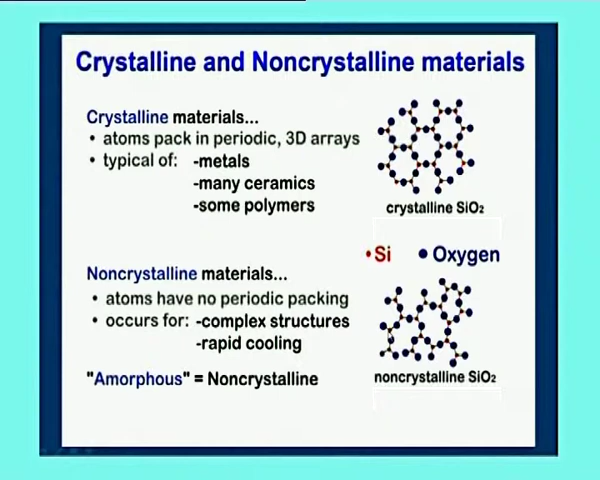 Crystalline and Noncrystalline materials
Crystalline materials...
• atoms pack in periodic, 3D arrays
• typical of: -metals
-many ceramics
-some polymers
crystalline SiO₂
•Si •Oxygen
Noncrystalline materials...
• atoms have no periodic packing
• occurs for: -complex structures
-rapid cooling
"Amorphous" = Noncrystalline
noncrystalline SiO₂